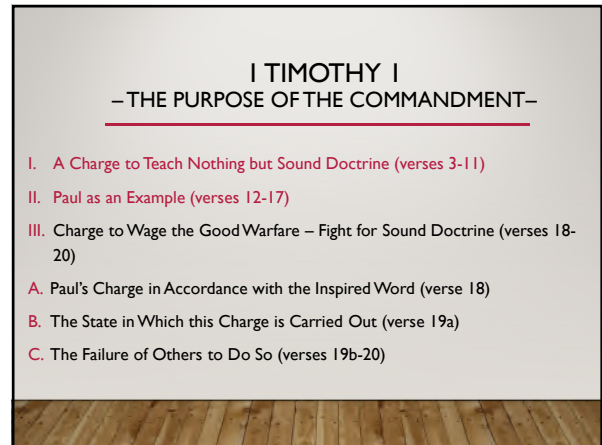 1 TIMOTHY 1
– THE PURPOSE OF THE COMMANDMENT–
I. A Charge to Teach Nothing but Sound Doctrine (verses 3-11)
II. Paul as an Example (verses 12-17)
III. Charge to Wage the Good Warfare – Fight for Sound Doctrine (verses 18-
20)
A. Paul's Charge in Accordance with the Inspired Word (verse 18)
B. The State in Which this Charge is Carried Out (verse 19a)
C. The Failure of Others to Do So (verses 19b-20)